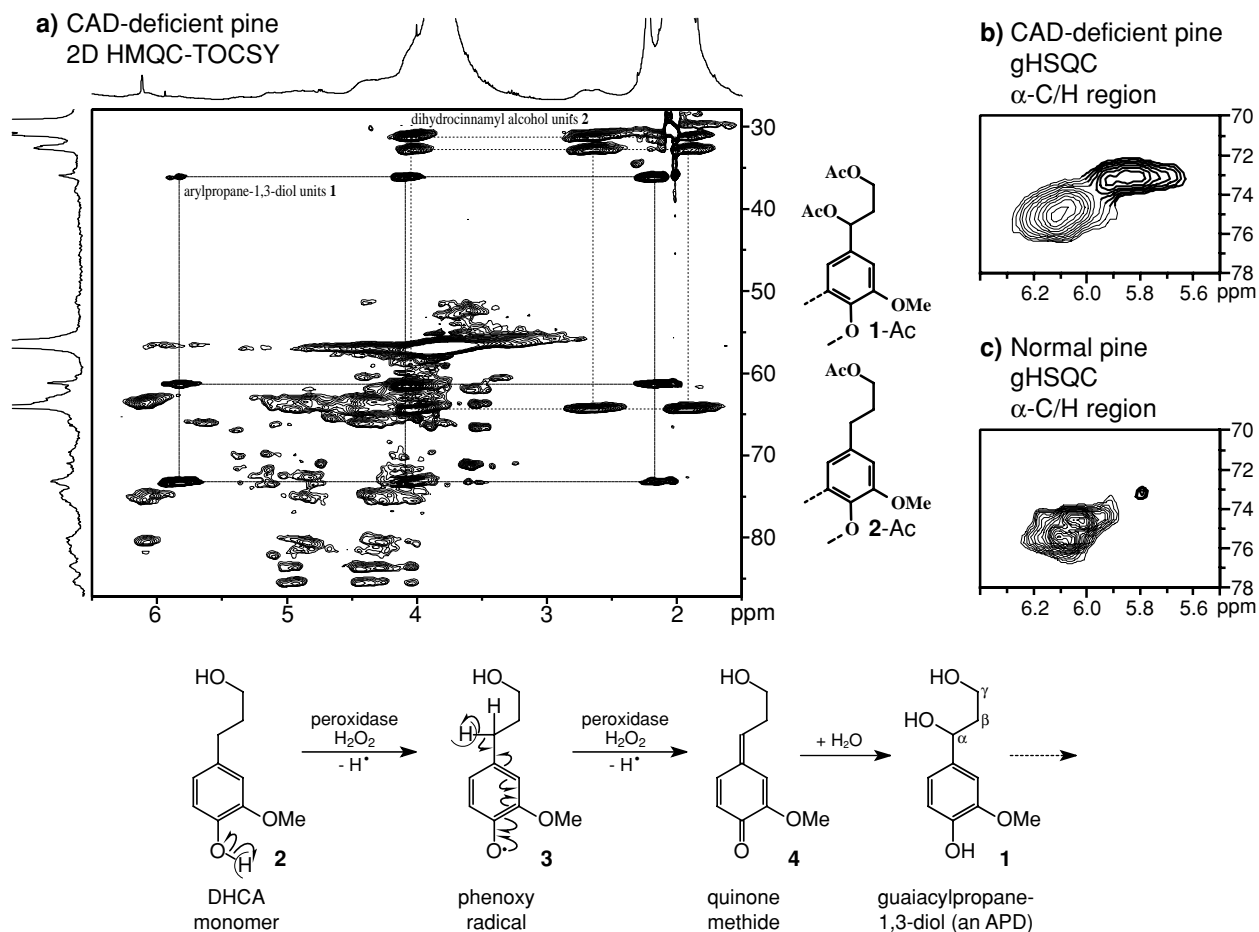 a) CAD-deficient pine
2D HMQC-TOCSY
dihydrocinnamyl alcohol units 2
arylpropane-1,3-diol units 1
30
40
50
60
70
80
ppm
6 5 4 3 2
AcO
AcO
OMe
O 1-Ac
AcO
OMe
O 2-Ac
b) CAD-deficient pine
gHSQC
α-C/H region
70
72
74
76
78
6.2 6.0 5.8 5.6 ppm
c) Normal pine
gHSQC
α-C/H region
70
72
74
76
78
6.2 6.0 5.8 5.6 ppm
HO
OMe
O
H
2
DHCA
monomer
peroxidase
H2O2
- H•
HO
H
H
OMe
O•
3
phenoxy
radical
peroxidase
H2O2
- H•
HO
OMe
O
4
quinone
methide
+ H2O
HO
γ
HO
β
α
OMe
OH
1
guaiacylpropane-
1,3-diol (an APD)